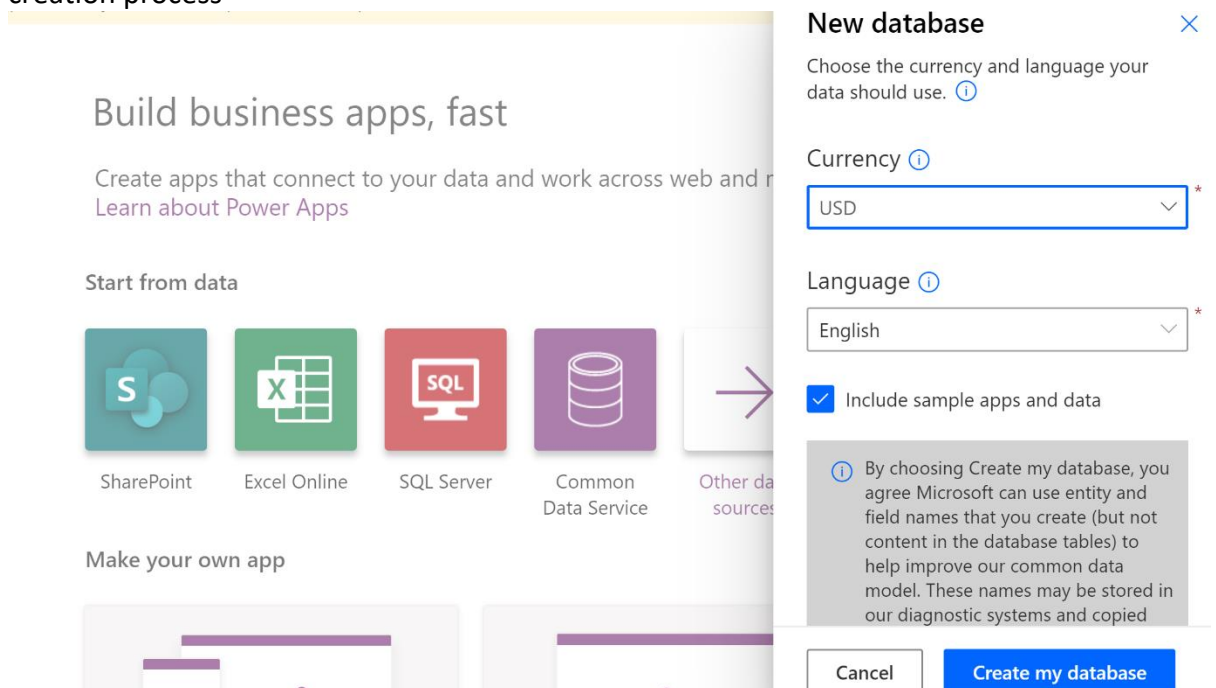 creation process
Build business apps, fast
Create apps that connect to your data and work across web and
Learn about Power Apps
Start from data
S
X
SQL
SharePoint
Excel Online
SQL Server
Common
Data Service
Other
sources
Make your own app
New database
Choose the currency and language your
data should use.
Currency
USD
*
Language
English
*
Include sample apps and data
By choosing Create my database, you
agree Microsoft can use entity and
field names that you create (but not
content in the database tables) to
help improve our common data
model. These names may be stored in
our diagnostic systems and copied
Cancel
Create my database